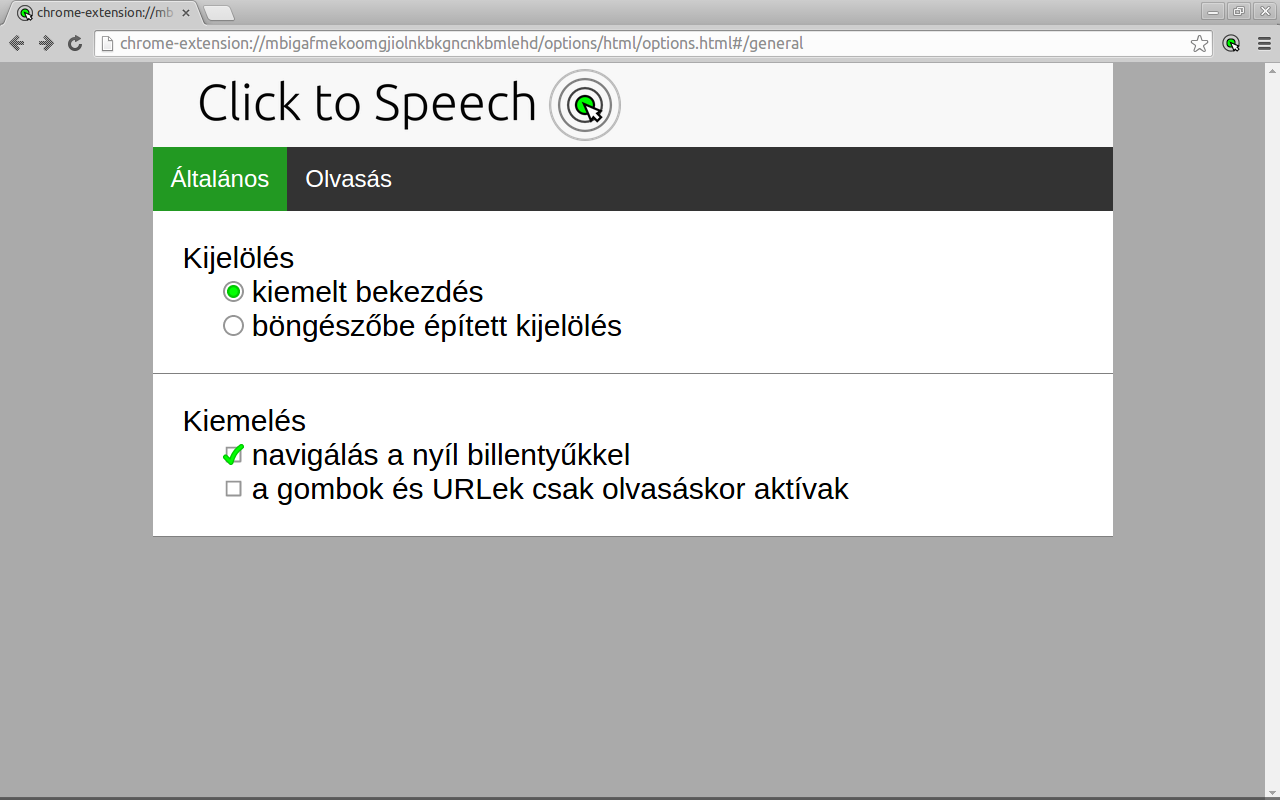 chrome-extension://mb
chrome-extension://mbigafmekoomgjiolnkbkgncnkbmlehd/options/html/options.html#/general
Click to Speech
Általános Olvasás
Kijelölés
kiemelt bekezdés
böngészőbe épített kijelölés
Kiemelés
navigálás a nyíl billentyűkkel
a gombok és URLek csak olvasáskor aktívak